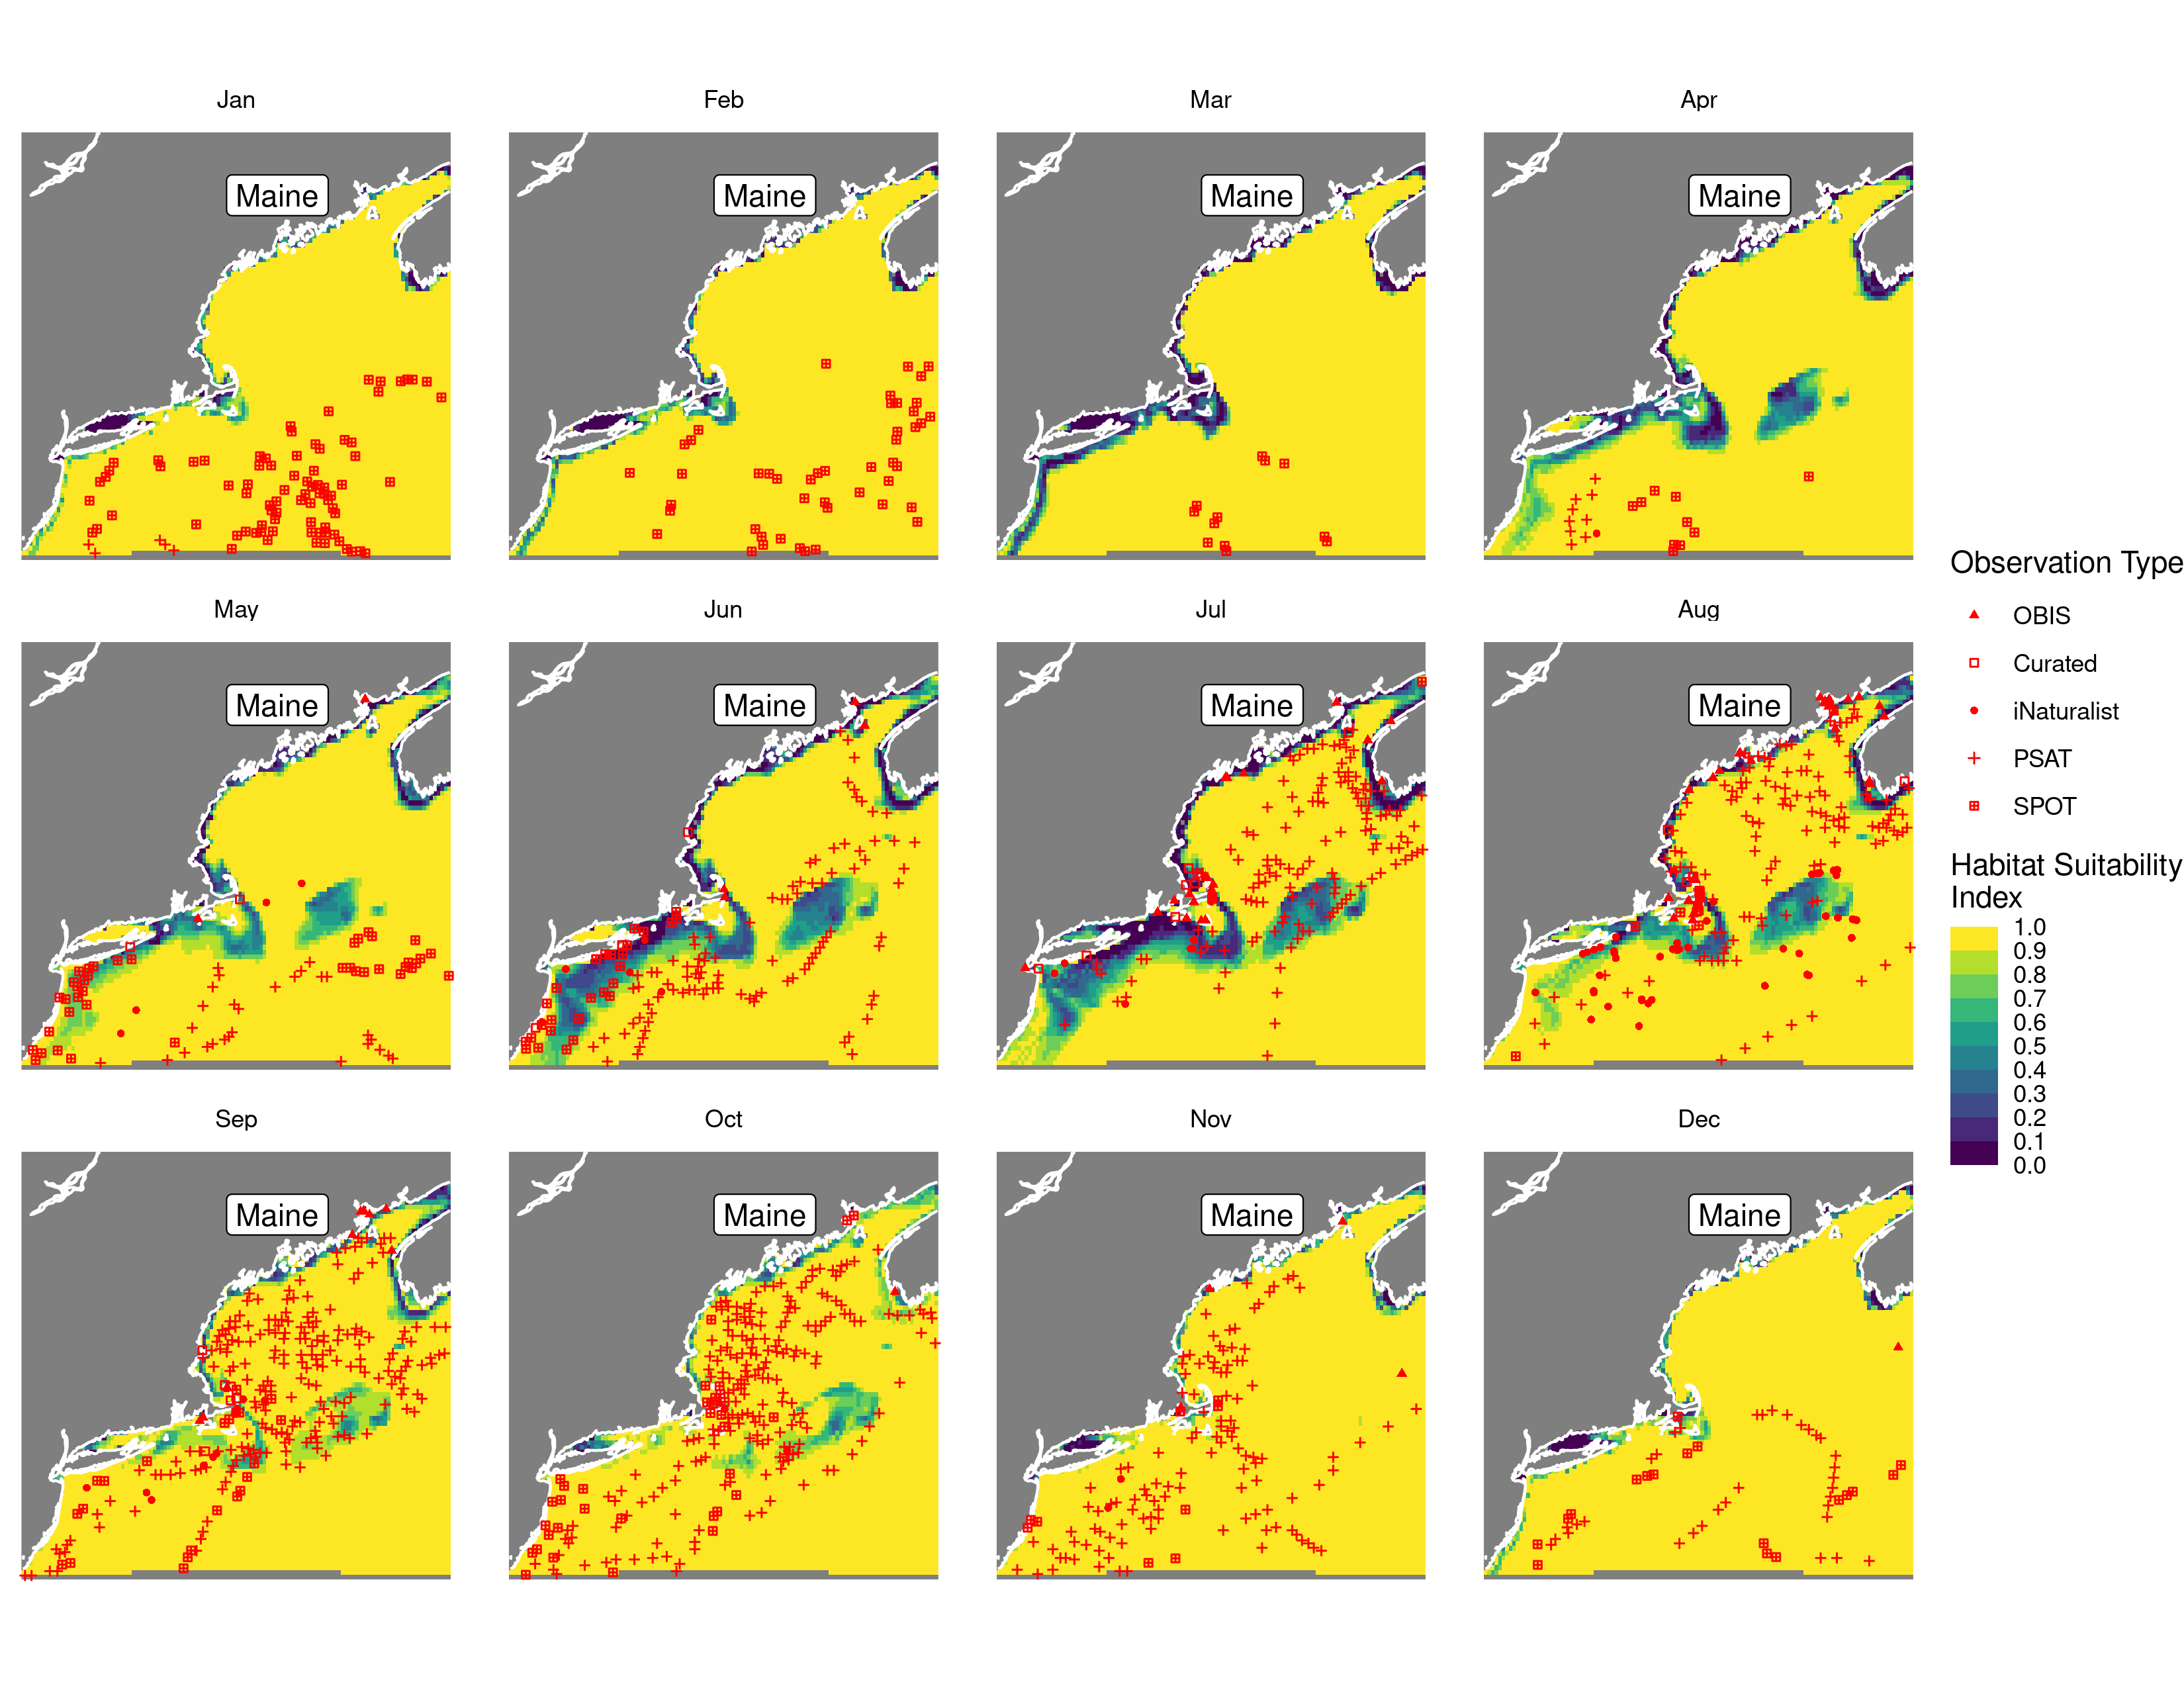 Jan
Feb
Mar
Apr
Maine
Maine
Maine
Maine
May
Jun
Jul
Aug
Maine
Maine
Maine
Maine
Sep
Oct
Nov
Dec
Maine
Maine
Maine
Maine
Observation Type
OBIS
Curated
iNaturalist
PSAT
SPOT
Habitat Suitability
Index
1.0
0.9
0.8
0.7
0.6
0.5
0.4
0.3
0.2
0.1
0.0